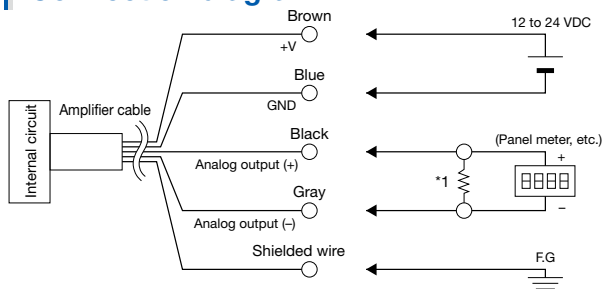 Brown
+V
12 to 24 VDC
Blue
GND
Internal circuit
Amplifier cable
Black
Analog output (+)
*1
(Panel meter, etc.)
+
8888
–
Gray
Analog output (–)
Shielded wire
F.G